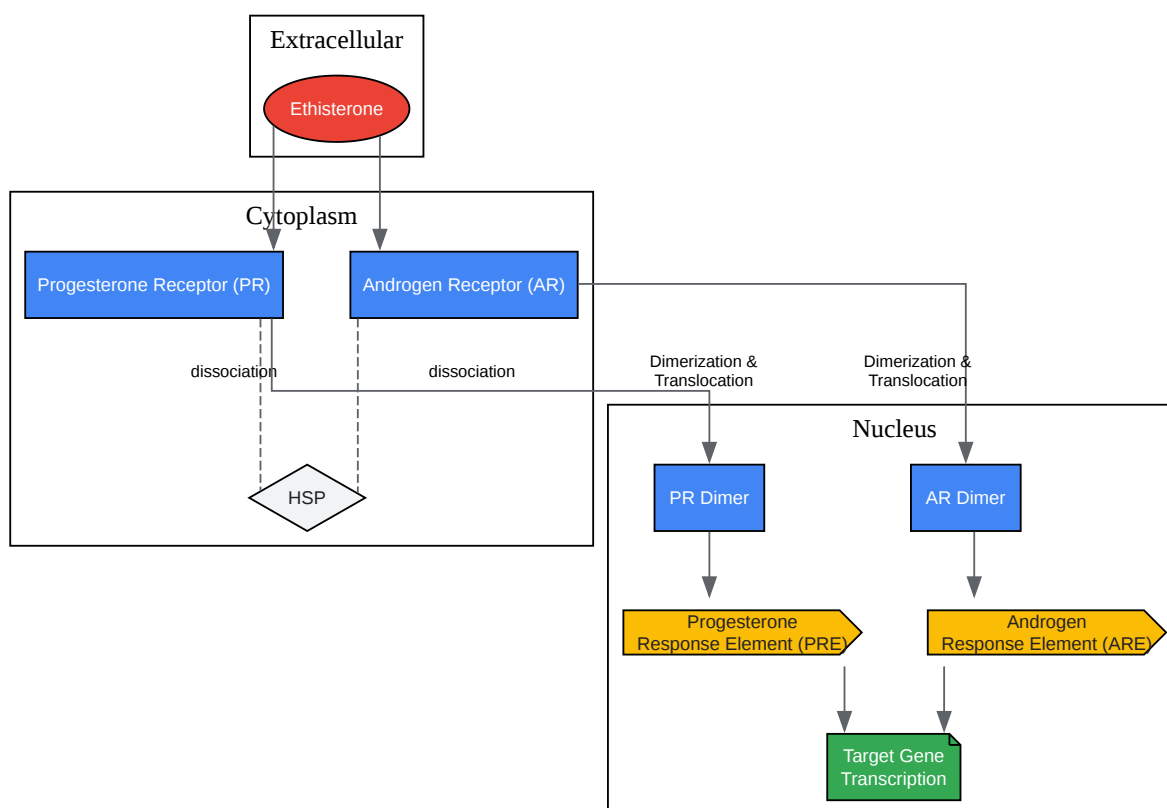 Extracellular
Ethisterone
Cytoplasm
Progesterone Receptor (PR)
Androgen Receptor (AR)
dissociation
dissociation
Dimerization &
Translocation
Dimerization &
Translocation
Nucleus
HSP
PR Dimer
AR Dimer
Progesterone
Response Element (PRE)
Androgen
Response Element (ARE)
Target Gene
Transcription